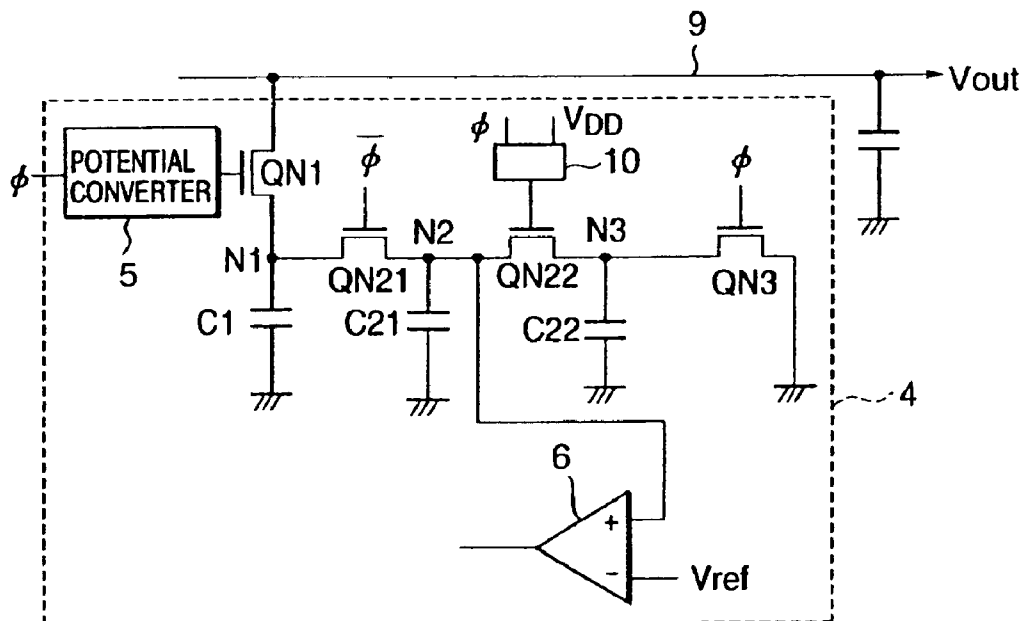 9
Vout
ϕ
POTENTIAL
CONVERTER
5
QN1
ϕ̅
ϕ
VDD
10
ϕ
N1
QN21
N2
QN22
N3
QN3
C1
C21
C22
4
6
+
−
Vref